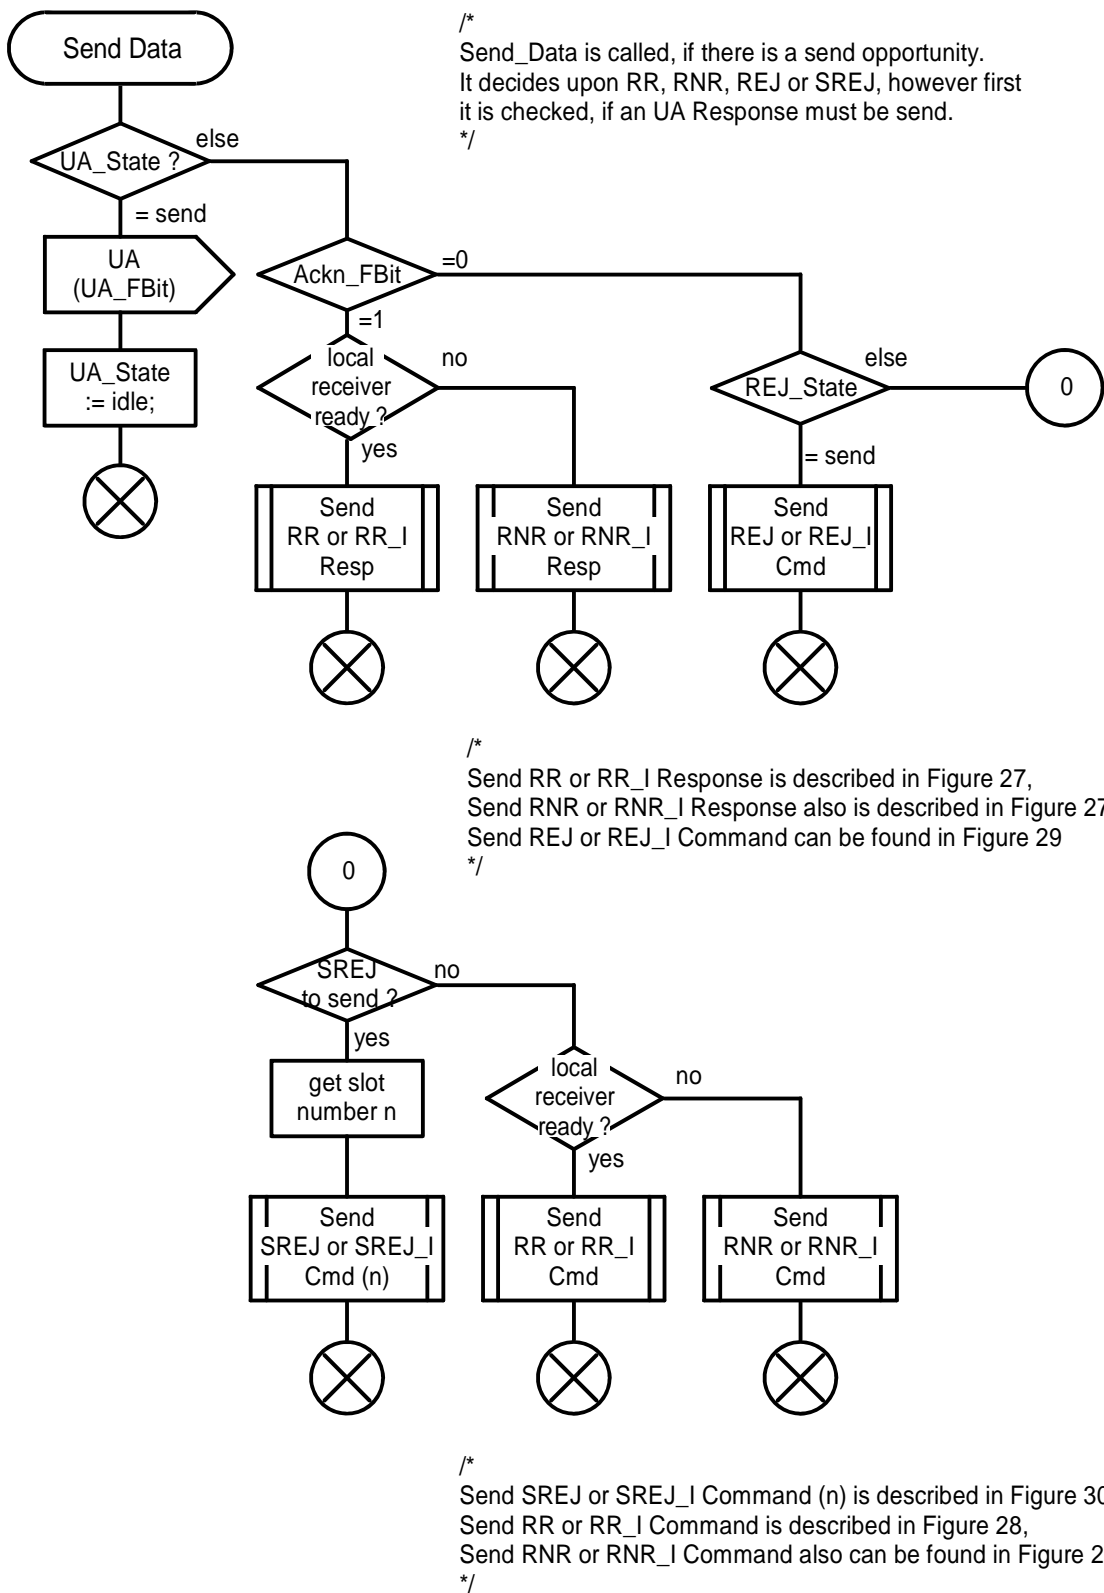 Send Data
/*
Send_Data is called, if there is a send opportunity.
It decides upon RR, RNR, REJ or SREJ, however first
it is checked, if an UA Response must be send.
*/
UA_State ?
else
= send
UA
(UA_FBit)
UA_State
:= idle;
Ackn_FBit
=0
=1
local
receiver
ready ?
no
yes
REJ_State
else
0
= send
Send
RR or RR_I
Resp
Send
RNR or RNR_I
Resp
Send
REJ or REJ_I
Cmd
/*
Send RR or RR_I Response is described in Figure 27,
Send RNR or RNR_I Response also is described in Figure 27
Send REJ or REJ_I Command can be found in Figure 29
*/
0
SREJ
to send ?
no
yes
get slot
number n
local
receiver
ready ?
no
yes
Send
SREJ or SREJ_I
Cmd (n)
Send
RR or RR_I
Cmd
Send
RNR or RNR_I
Cmd
/*
Send SREJ or SREJ_I Command (n) is described in Figure 30
Send RR or RR_I Command is described in Figure 28,
Send RNR or RNR_I Command also can be found in Figure 2
*/